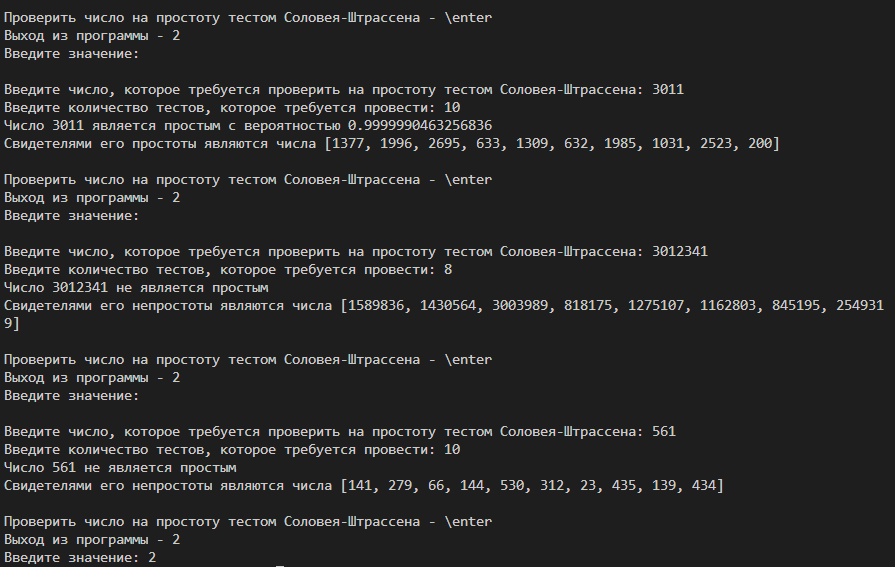 Проверить число на простоту тестом Соловея-Штрассена - \enter
Выход из программы - 2
Введите значение:
Введите число, которое требуется проверить на простоту тестом Соловея-Штрассена: 3011
Введите количество тестов, которое требуется провести: 10
Число 3011 является простым с вероятностью 0.9999990463256836
Свидетелями его простоты являются числа [1377, 1996, 2695, 633, 1309, 632, 1985, 1031, 2523, 200]
Проверить число на простоту тестом Соловея-Штрассена - \enter
Выход из программы - 2
Введите значение:
Введите число, которое требуется проверить на простоту тестом Соловея-Штрассена: 3012341
Введите количество тестов, которое требуется провести: 8
Число 3012341 не является простым
Свидетелями его непростоты являются числа [1589836, 1430564, 3003989, 818175, 1275107, 1162803, 845195, 254931
9]
Проверить число на простоту тестом Соловея-Штрассена - \enter
Выход из программы - 2
Введите значение:
Введите число, которое требуется проверить на простоту тестом Соловея-Штрассена: 561
Введите количество тестов, которое требуется провести: 10
Число 561 не является простым
Свидетелями его непростоты являются числа [141, 279, 66, 144, 530, 312, 23, 435, 139, 434]
Проверить число на простоту тестом Соловея-Штрассена - \enter
Выход из программы - 2
Введите значение: 2